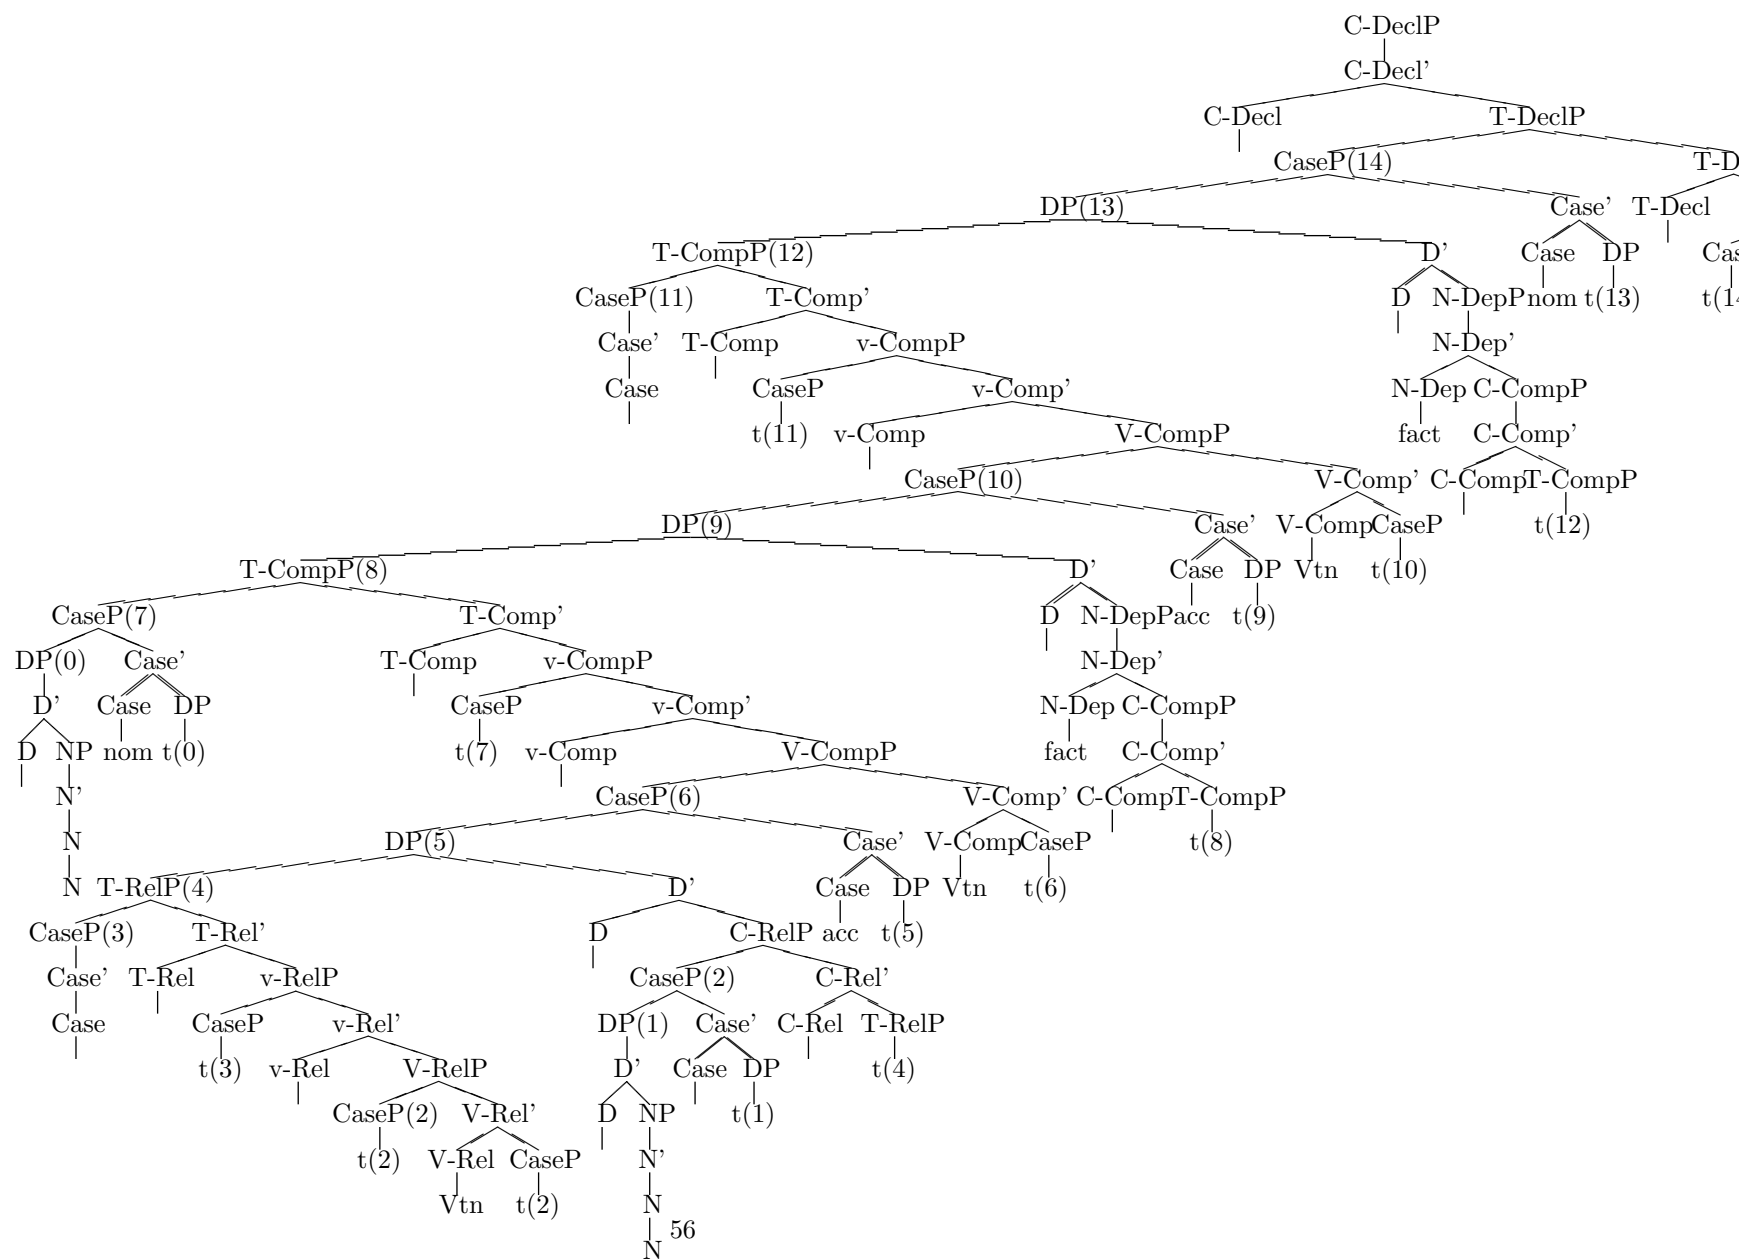 C-DeclP
C-Decl'
C-Decl T-DeclP
CaseP(14) T-D
DP(13) Case' T-Decl
T-CompP(12) D' Case DP Cas
CaseP(11) T-Comp' D N-DepP nom t(13) t(14
Case' T-Comp v-CompP N-Dep'
Case CaseP v-Comp' N-Dep C-CompP
t(11) v-Comp V-CompP fact C-Comp'
CaseP(10) V-Comp' C-Comp T-CompP
DP(9) Case' V-Comp CaseP t(12)
T-CompP(8) D' Case DP Vtn t(10)
CaseP(7) T-Comp' D N-DepP acc t(9)
DP(0) Case' T-Comp v-CompP N-Dep'
D' Case DP CaseP v-Comp' N-Dep C-CompP
D NP nom t(0) t(7) v-Comp V-CompP fact C-Comp'
N' CaseP(6) V-Comp' C-Comp T-CompP
N DP(5) Case' V-Comp CaseP t(8)
N T-RelP(4) D' Case DP Vtn t(6)
CaseP(3) T-Rel' D C-RelP acc t(5)
Case' T-Rel v-RelP CaseP(2) C-Rel'
Case CaseP v-Rel' DP(1) Case' C-Rel T-RelP
t(3) v-Rel V-RelP D' Case DP t(4)
CaseP(2) V-Rel' D NP t(1)
t(2) V-Rel CaseP N'
Vtn t(2) N
56
N